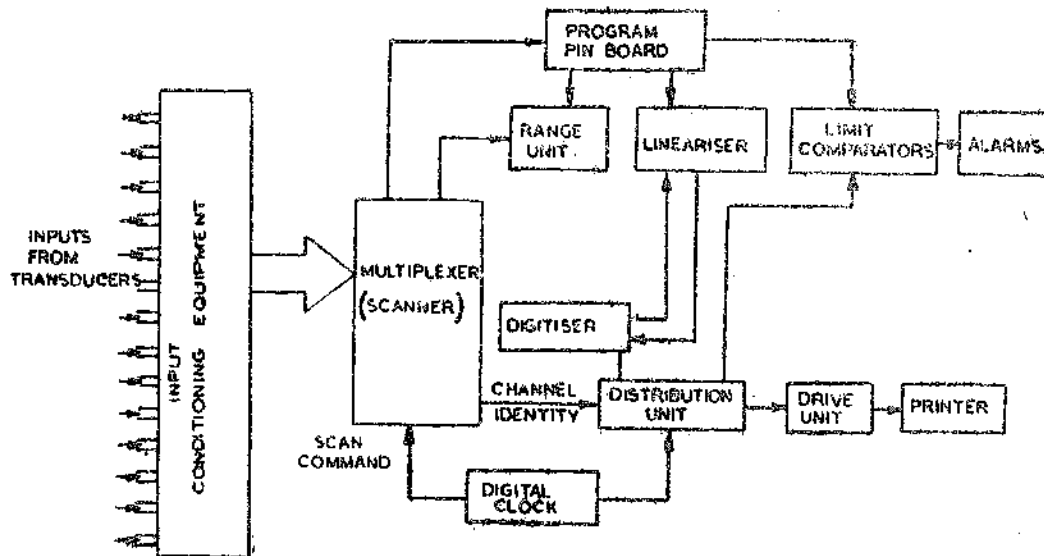 PROGRAM
PIN BOARD
RANGE
UNIT
LINEARISER
LIMIT
COMPARATORS
ALARMS
INPUTS
FROM
TRANSDUCERS
INPUT
CONDITIONING EQUIPMENT
MULTIPLEXER
(SCANNER)
DIGITISER
CHANNEL
IDENTITY
DISTRIBUTION
UNIT
DRIVE
UNIT
PRINTER
SCAN
COMMAND
DIGITAL
CLOCK